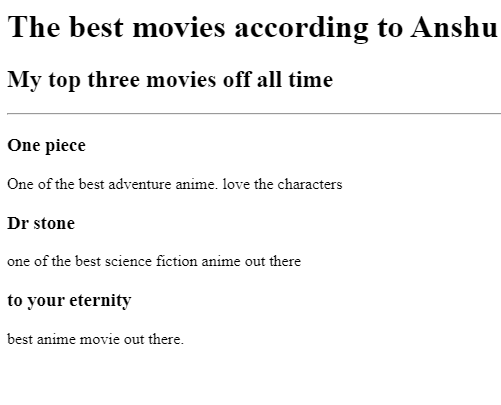 The best movies according to Anshu
My top three movies off all time
One piece
One of the best adventure anime. love the characters
Dr stone
one of the best science fiction anime out there
to your eternity
best anime movie out there.